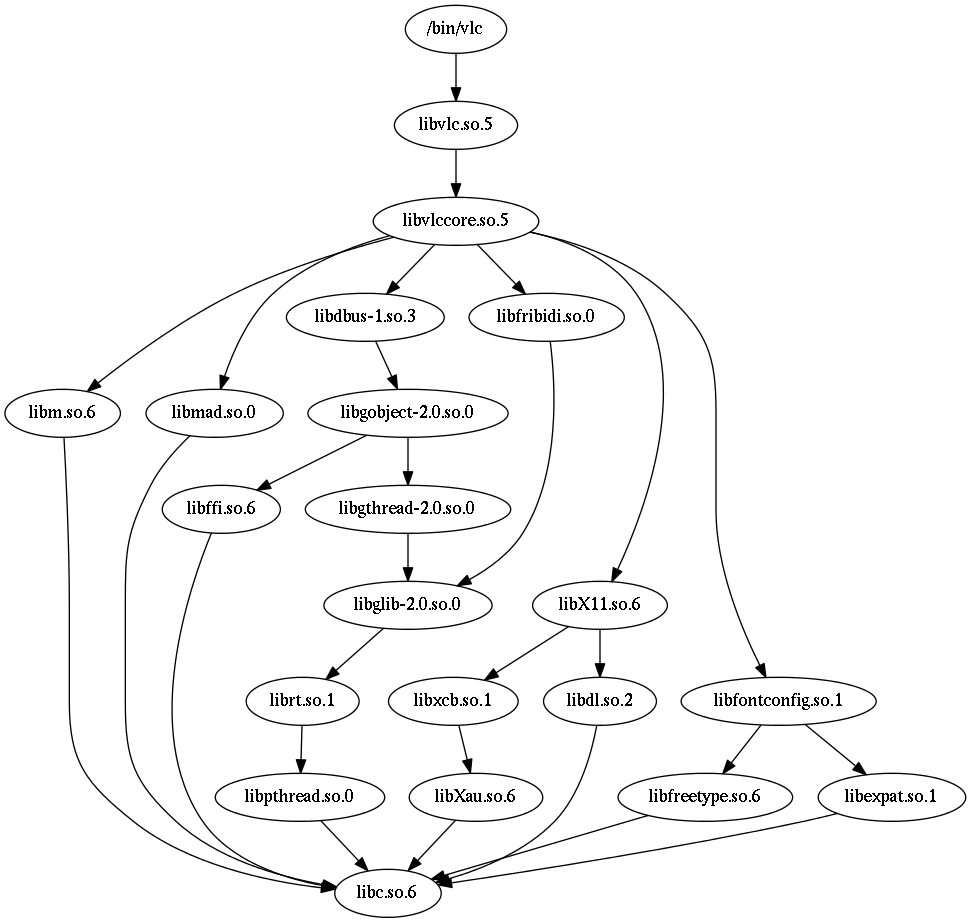 /bin/vlc
libvlc.so.5
libvlccore.so.5
libdbus-1.so.3
libfribidi.so.0
libm.so.6
libmad.so.0
libgobject-2.0.so.0
libffi.so.6
libgthread-2.0.so.0
libglib-2.0.so.0
libX11.so.6
librt.so.1
libxcb.so.1
libdl.so.2
libfontconfig.so.1
libpthread.so.0
libXau.so.6
libfreetype.so.6
libexpat.so.1
libc.so.6